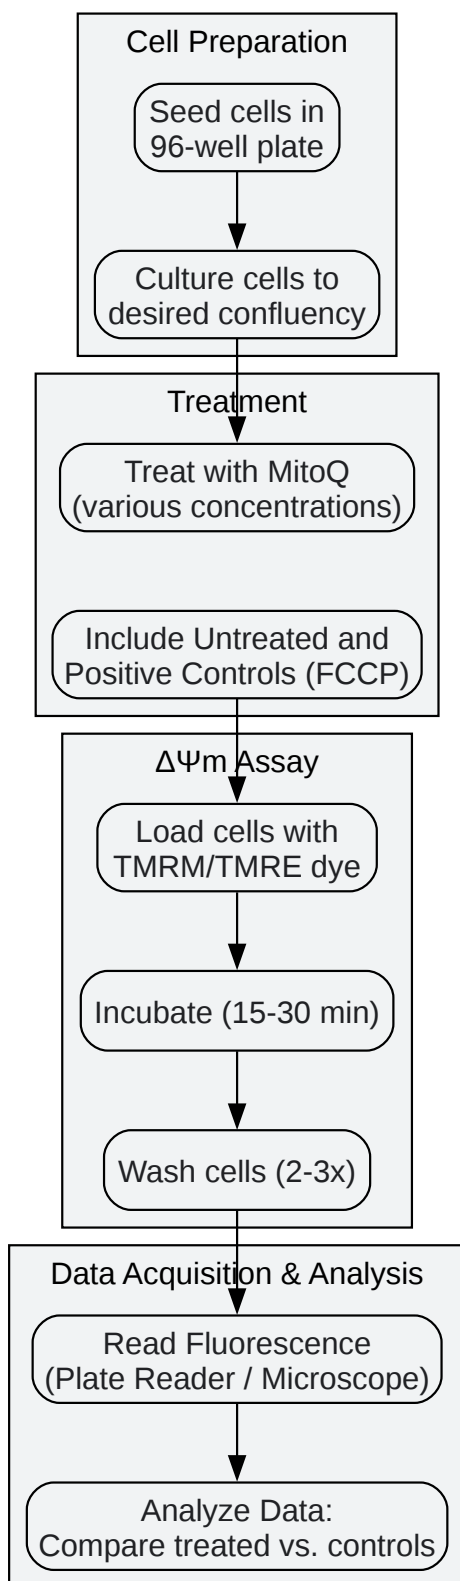 Cell Preparation
Seed cells in
96-well plate
Culture cells to
desired confluency
Treatment
Treat with MitoQ
(various concentrations)
Include Untreated and
Positive Controls (FCCP)
ΔΨm Assay
Load cells with
TMRM/TMRE dye
Incubate (15-30 min)
Wash cells (2-3x)
Data Acquisition & Analysis
Read Fluorescence
(Plate Reader / Microscope)
Analyze Data:
Compare treated vs. controls